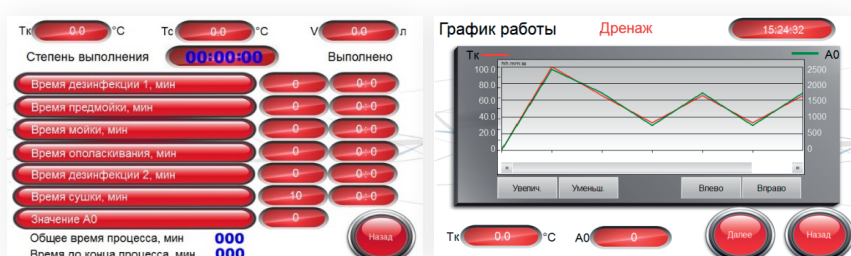 Тк 0.0 °C Тс 0.0 °C V 0.0 л
Степень выполнения 00:00:00 Выполнено
Время дезинфекции 1, мин 0 0:0
Время предмойки, мин 0 0:0
Время мойки, мин 0 0:0
Время ополаскивания, мин 0 0:0
Время дезинфекции 2, мин 0 0:0
Время сушки, мин 10 0:0
Значение А0 0
Общее время процесса, мин 000
Время до конца процесса, мин 000
Назад
График работы Дренаж 15:24:32
Тк А0
100.0 2500
80.0 2000
60.0 1500
40.0 1000
20.0 500
0 0
Увелич. Уменьш. Влево Вправо
Тк 0.0 °C А0 0
Далее Назад